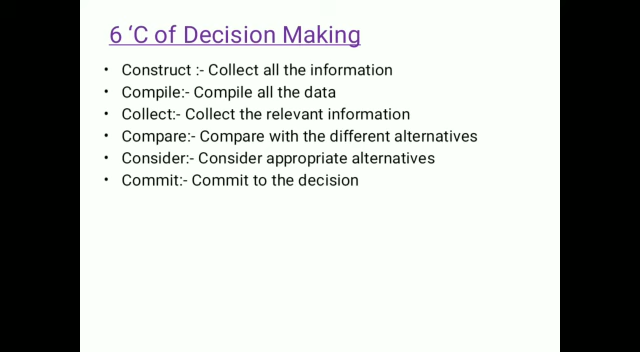 6 ‘C of Decision Making
• Construct :- Collect all the information
• Compile:- Compile all the data
• Collect:- Collect the relevant information
• Compare:- Compare with the different alternatives
• Consider:- Consider appropriate alternatives
• Commit:- Commit to the decision